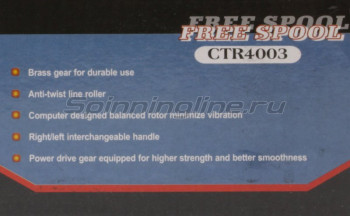 FREE SPOOL
FREE SPOOL
CTR4003
Brass gear for durable use
Anti-twist line roller
Spinningline.ru
Computer designed balanced rotor minimize vibration
Right/left interchangeable handle
Power drive gear equipped for higher strength and better smoothness